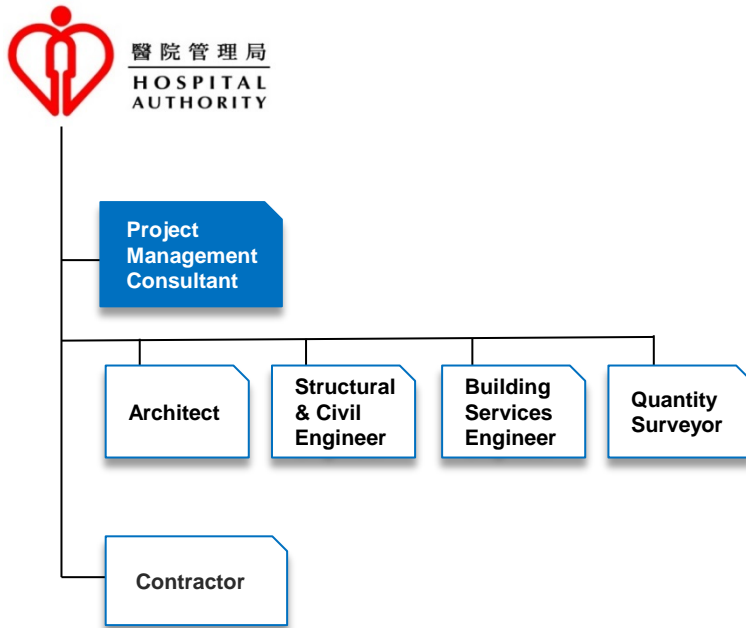 醫院管理局
HOSPITAL
AUTHORITY
Project
Management
Consultant
Architect
Structural
& Civil
Engineer
Building
Services
Engineer
Quantity
Surveyor
Contractor